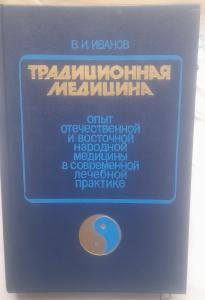 В. И. ИВАНОВ
ТРАДИЦИОННАЯ
МЕДИЦИНА
ОПЫТ
ОТЕЧЕСТВЕННОЙ
И ВОСТОЧНОЙ
НАРОДНОЙ
МЕДИЦИНЫ
В СОВРЕМЕННОЙ
ЛЕЧЕБНОЙ
ПРАКТИКЕ